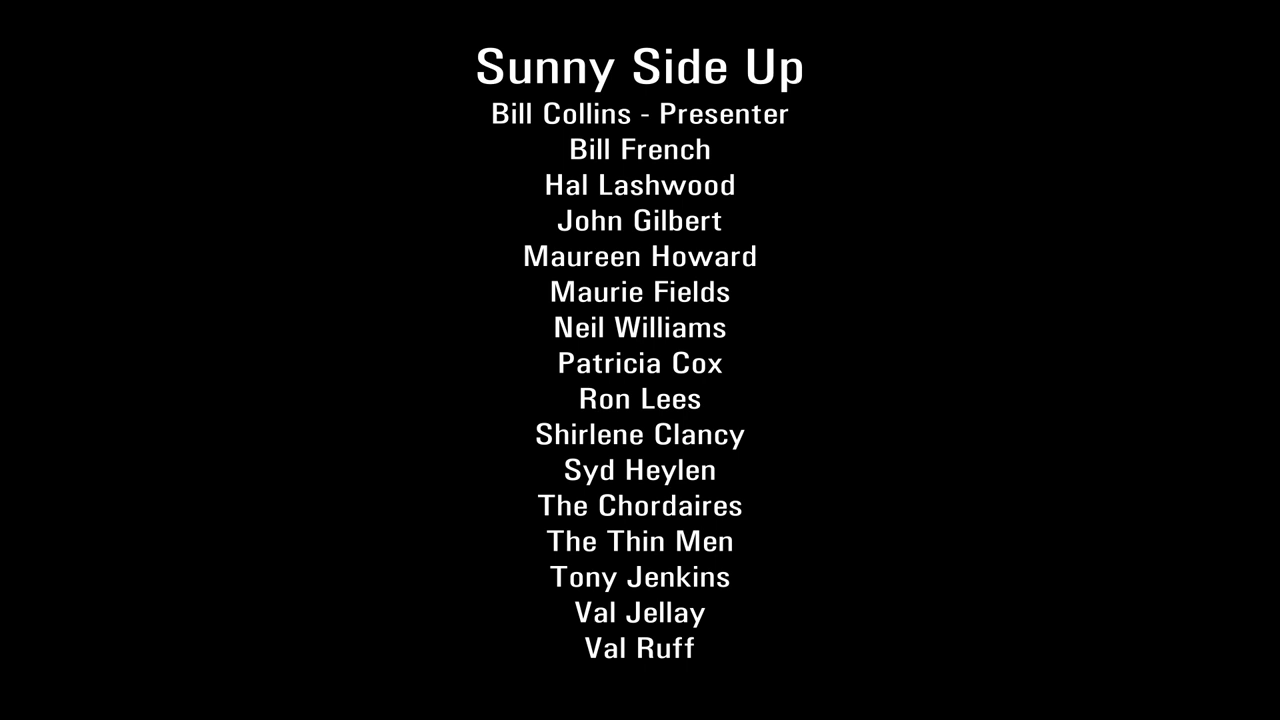 Sunny Side Up
Bill Collins - Presenter
Bill French
Hal Lashwood
John Gilbert
Maureen Howard
Maurie Fields
Neil Williams
Patricia Cox
Ron Lees
Shirlene Clancy
Syd Heylen
The Chordaires
The Thin Men
Tony Jenkins
Val Jellay
Val Ruff